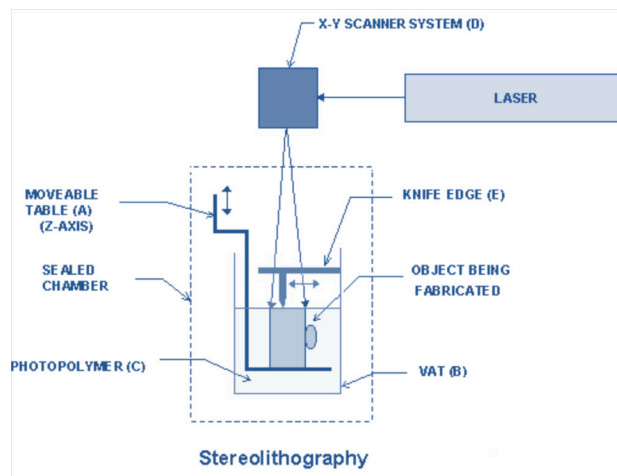 X-Y SCANNER SYSTEM (D)
LASER
MOVEABLE
TABLE (A)
(Z-AXIS)
KNIFE EDGE (E)
SEALED
CHAMBER
OBJECT BEING
FABRICATED
PHOTOPOLYMER (C)
VAT (B)
Stereolithography